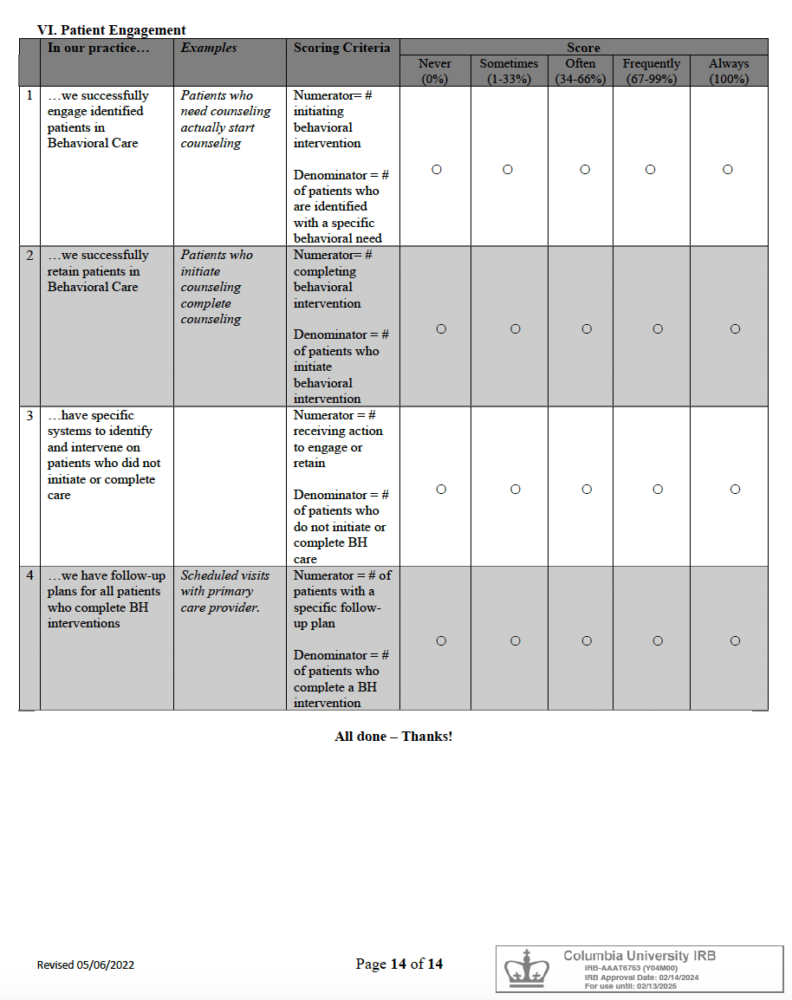 VI. Patient Engagement
In our practice… Examples Scoring Criteria Score
Never Sometimes Often Frequently Always
(0%) (1-33%) (34-66%) (67-99%) (100%)
1 …we successfully Patients who Numerator= #
engage identified need counseling initiating
patients in actually start behavioral
Behavioral Care counseling intervention
Denominator = #
of patients who
are identified
with a specific
behavioral need
2 …we successfully Patients who Numerator= #
retain patients in initiate completing
Behavioral Care counseling behavioral
complete intervention
counseling
Denominator = #
of patients who
initiate
behavioral
intervention
3 …have specific Numerator = #
systems to identify receiving action
and intervene on to engage or
patients who did not retain
initiate or complete
care Denominator = #
of patients who
do not initiate or
complete BH
care
4 …we have follow-up Scheduled visits Numerator = # of
plans for all patients with primary patients with a
who complete BH care provider. specific follow-
interventions up plan
Denominator = #
of patients who
complete a BH
intervention
All done – Thanks!
Revised 05/06/2022 Page 14 of 14
Columbia University IRB
IRB-AAAT6753 (Y04M00)
IRB Approval Date: 02/14/2024
For use until: 02/13/2025